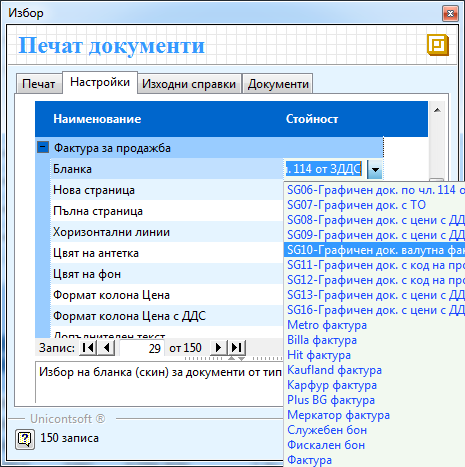 Избор
Печат документи
Печат Настройки Изходни справки Документи
Наименование Стойност
Фактура за продажба
Бланка 114 от ЗДДС
Нова страница
Пълна страница
Хоризонтални линии
Цвят на антетка
Цвят на фон
Формат колона Цена
Формат колона Цена с ДДС
Допълнителен текст
SG06-Графичен док. по чл. 114 о
SG07-Графичен док. с ТО
SG08-Графичен док. с цени с ДД
SG09-Графичен док. с цени с ДД
SG10-Графичен док. валутна фак
SG11-Графичен док. с код на про
SG12-Графичен док. с код на про
SG13-Графичен док. с цени с ДД
SG16-Графичен док. с цени с ДД
Metro фактура
Billa фактура
Hit фактура
Kaufland фактура
Карфур фактура
Plus BG фактура
Меркатор фактура
Служебен бон
Фискален бон
Фактура
Запис: 29 от 150
Избор на бланка (скин) за документи от тип
Unicontsoft ®
150 записа